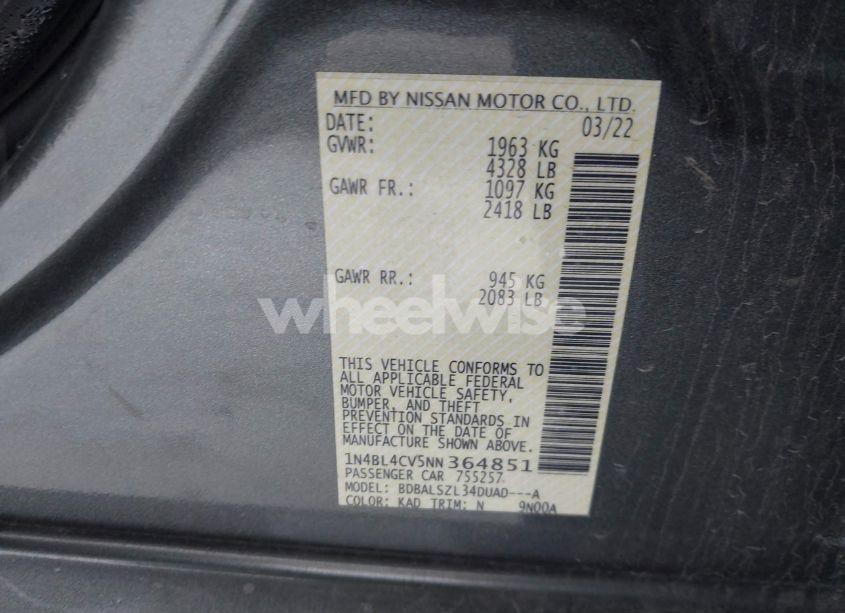 MFD BY NISSAN MOTOR CO., LTD.
DATE: 03/22
GVWR: 1963 KG
4328 LB
GAWR FR.: 1097 KG
2418 LB
GAWR RR.: 945 KG
2083 LB
wheelwise
THIS VEHICLE CONFORMS TO
ALL APPLICABLE FEDERAL
MOTOR VEHICLE SAFETY,
BUMPER, AND THEFT
PREVENTION STANDARDS IN
EFFECT ON THE DATE OF
MANUFACTURE SHOWN ABOVE.
1N4BL4CV5NN 364851
PASSENGER CAR 755257
MODEL: BDBALSZL34DUAD---A
COLOR: KAD TRIM: N 9N00A